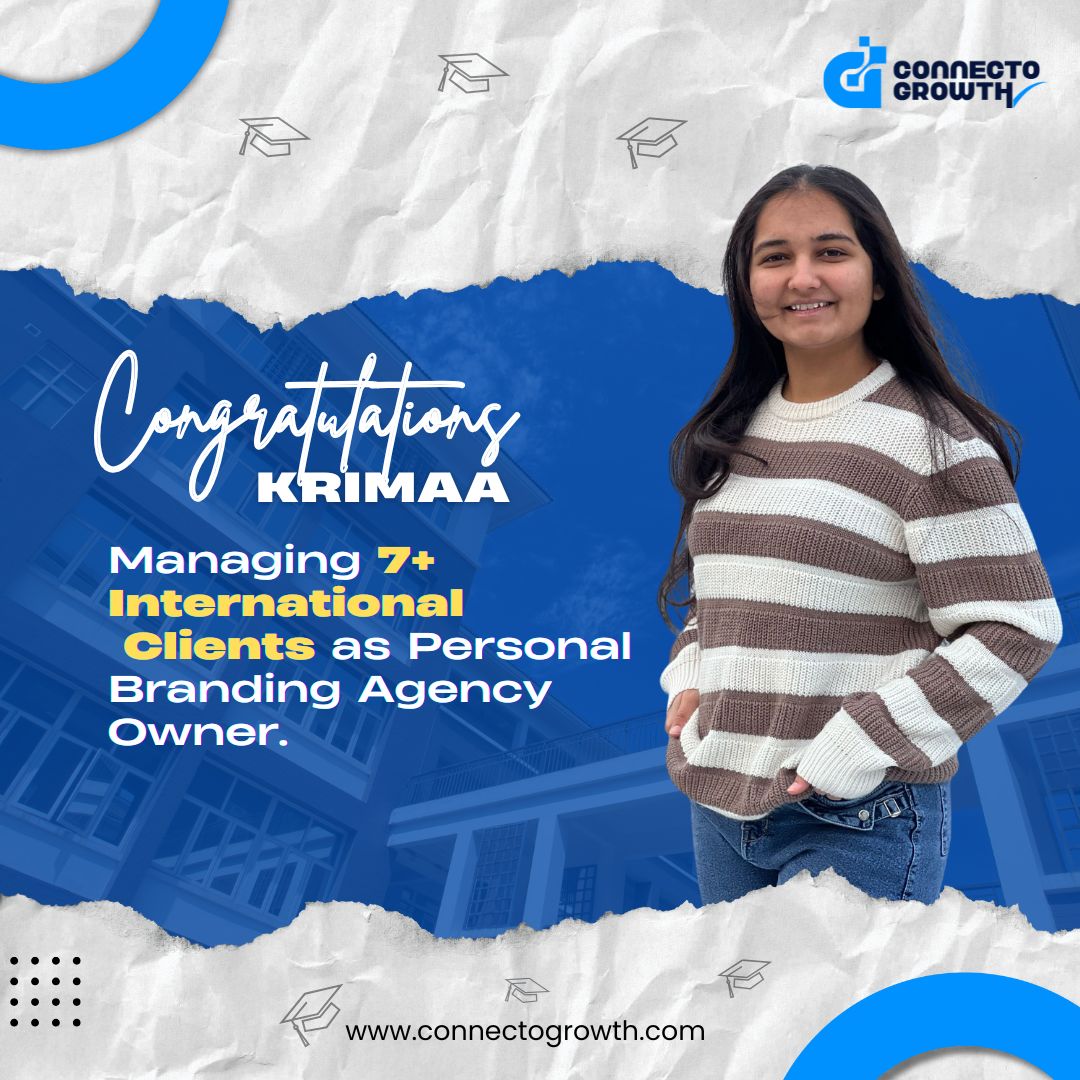 CONNECTO
GROWTH
Congratulations
KRIMAA
Managing 7+
International
Clients as Personal
Branding Agency
Owner.
www.connectogrowth.com